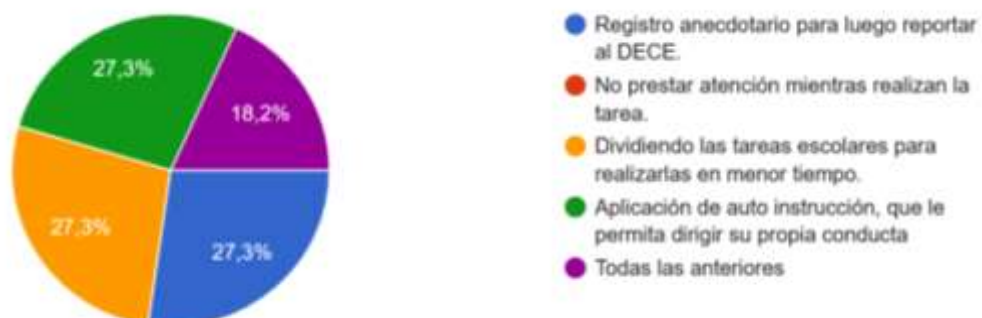 27,3%
18,2%
27,3%
27,3%
Registro anecdotario para luego reportar
al DECE.
No prestar atención mientras realizan la
tarea.
Dividiendo las tareas escolares para
realizarlas en menor tiempo.
Aplicación de auto instrucción, que le
permita dirigir su propia conducta
Todas las anteriores